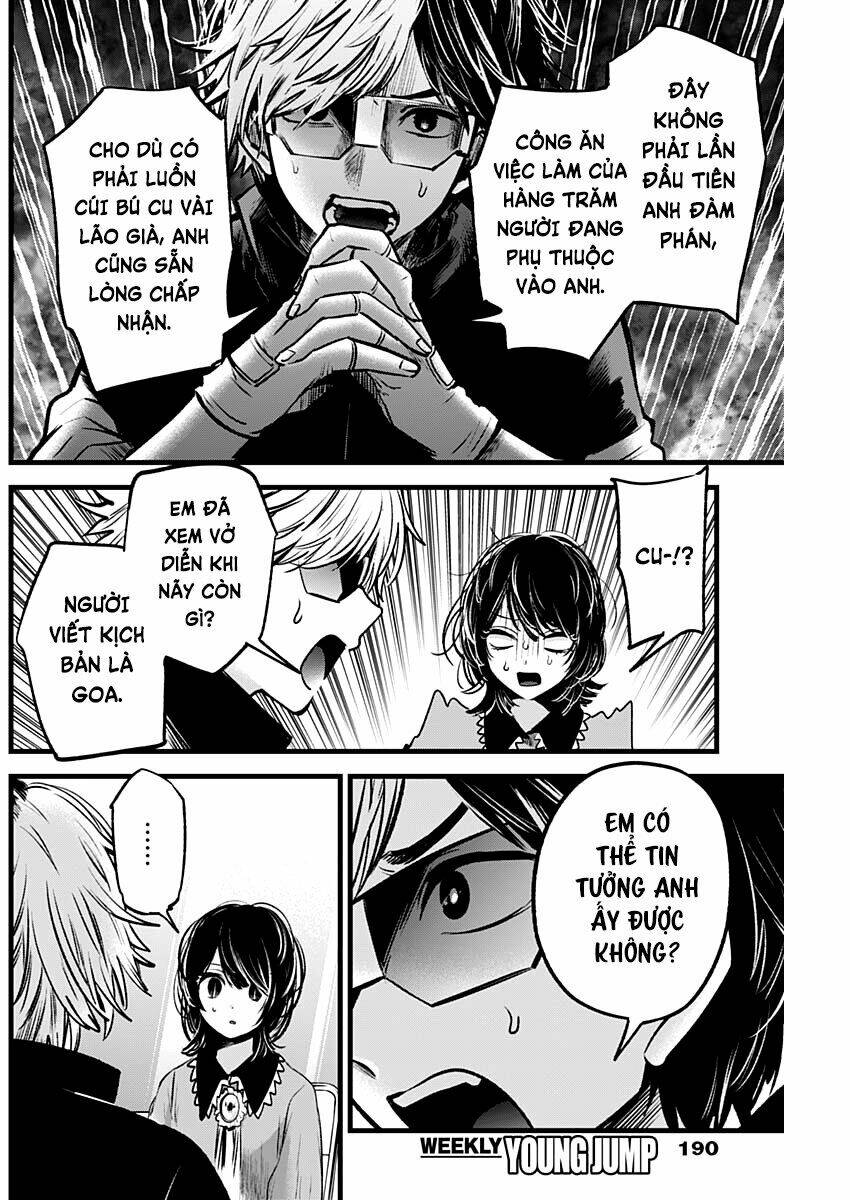 ĐÂY
KHÔNG
PHẢI LẦN
ĐẦU TIÊN
ANH ĐÀM
PHÁN,
CÔNG ĂN
VIỆC LÀM CỦA
HÀNG TRĂM
NGƯỜI ĐANG
PHỤ THUỘC
VÀO ANH.
CHO DÙ CÓ
PHẢI LUỒN
CÚI BÚ CU VÀI
LÃO GIÀ, ANH
CŨNG SẴN
LÒNG CHẤP
NHẬN.
CU-!?
EM ĐÃ
XEM VỞ
DIỄN KHI
NÃY CÒN
GÌ?
NGƯỜI
VIẾT KỊCH
BẢN LÀ
GOA.
EM CÓ
THỂ TIN
TƯỞNG ANH
ẤY ĐƯỢC
KHÔNG?
......
WEEKLY YOUNG JUMP 190